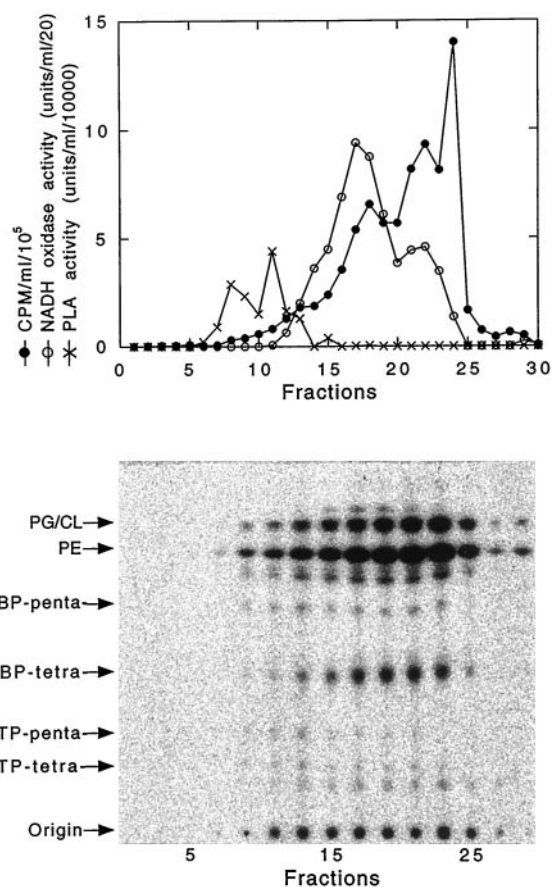 CPM/ml/10⁵
NADH oxidase activity (units/ml/20)
PLA activity (units/ml/10000)
15
10
5
0
0 5 10 15 20 25 30
Fractions
PG/CL
PE
BP-penta
BP-tetra
TP-penta
TP-tetra
Origin
5 15 25
Fractions